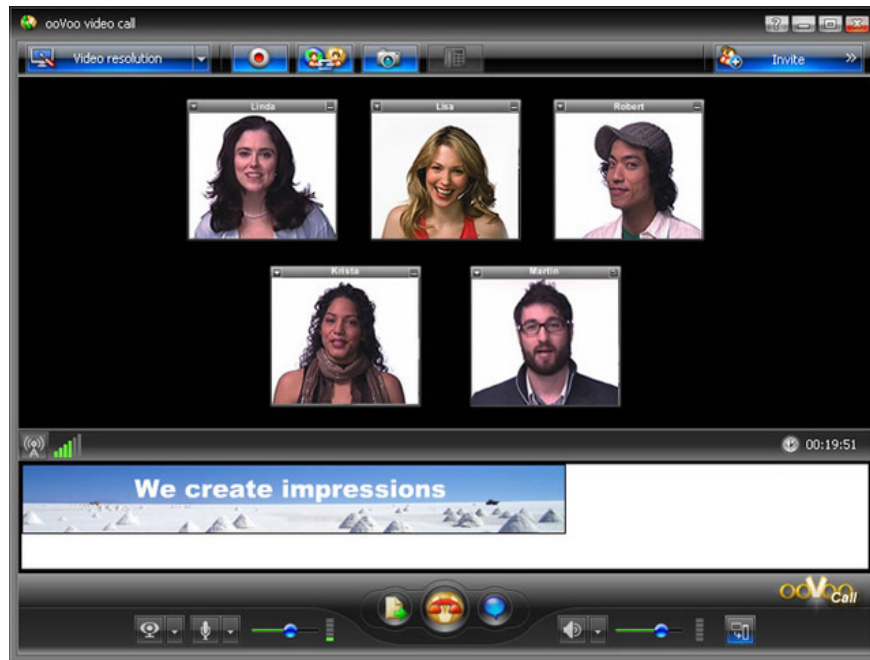 ooVoo video call
Video resolution
Invite
Linda
Lisa
Robert
Krista
Martin
00:19:51
We create impressions
ooVoo
Call